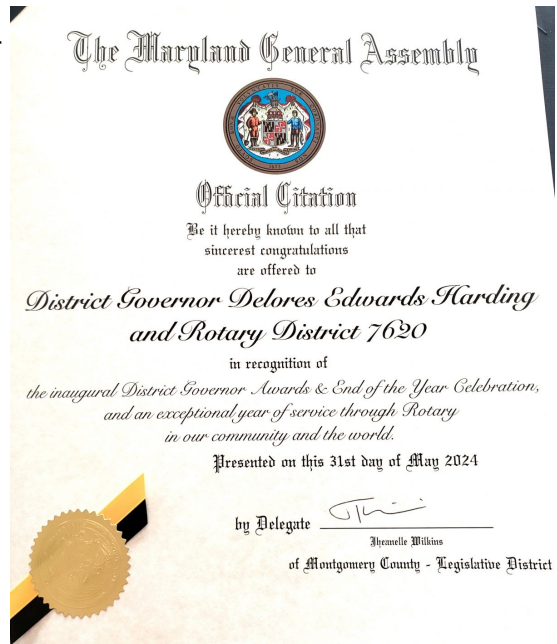 The Maryland General Assembly
Official Citation
Be it hereby known to all that
sincerest congratulations
are offered to
District Governor Delores Edwards Harding
and Rotary District 7620
in recognition of
the inaugural District Governor Awards & End of the Year Celebration,
and an exceptional year of service through Rotary
in our community and the world.
Presented on this 31st day of May 2024
by Delegate
Jheanelle Wilkins
of Montgomery County - Legislative District